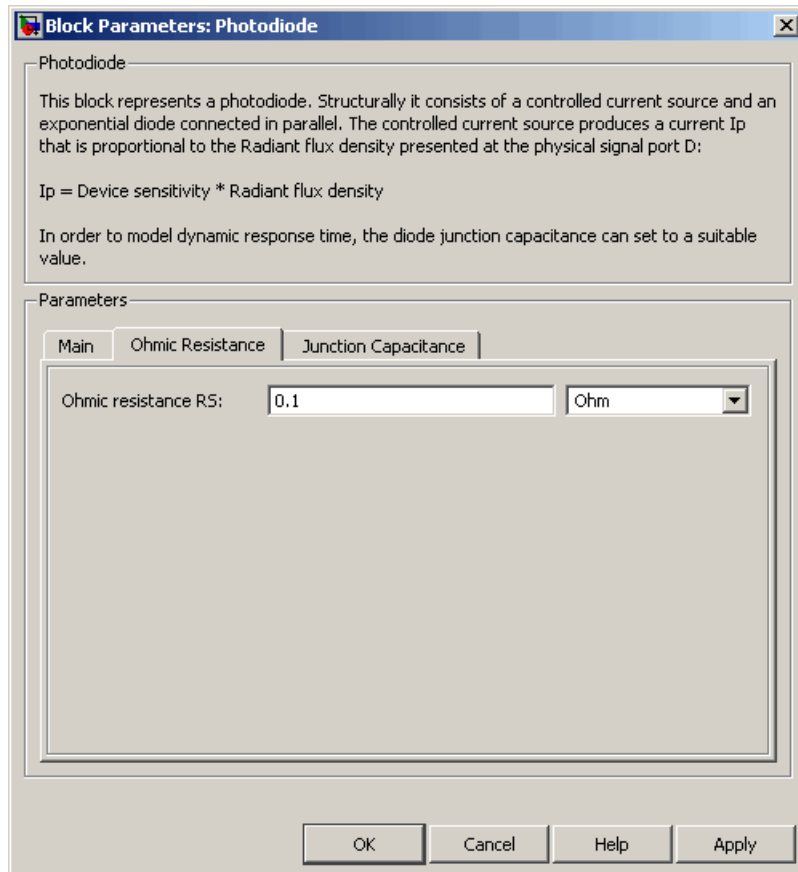 Block Parameters: Photodiode
Photodiode
This block represents a photodiode. Structurally it consists of a controlled current source and an
exponential diode connected in parallel. The controlled current source produces a current Ip
that is proportional to the Radiant flux density presented at the physical signal port D:
Ip = Device sensitivity * Radiant flux density
In order to model dynamic response time, the diode junction capacitance can set to a suitable
value.
Parameters
Main Ohmic Resistance Junction Capacitance
Ohmic resistance RS: 0.1 Ohm
OK Cancel Help Apply